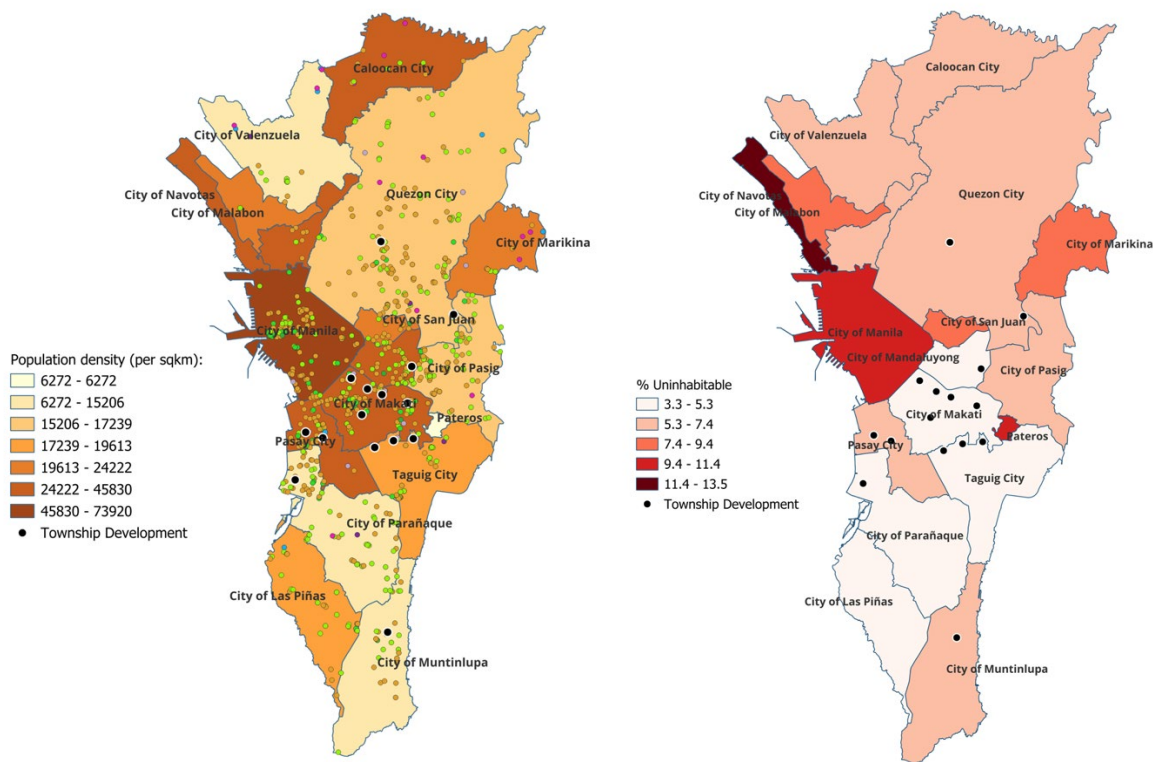 Caloocan City
City of Valenzuela
Quezon City
City of Navotas
City of Malabon
City of Marikina
City of San Juan
City of Manila
City of Pasig
City of Makati
Pateros
Pasay City
Taguig City
City of Parañaque
City of Las Piñas
City of Muntinlupa
Population density (per sqkm):
6272 - 6272
6272 - 15206
15206 - 17239
17239 - 19613
19613 - 24222
24222 - 45830
45830 - 73920
Township Development
Caloocan City
City of Valenzuela
Quezon City
City of Navotas
City of Malabon
City of Marikina
City of San Juan
City of Manila
City of Mandaluyong
City of Pasig
City of Makati
Pateros
Pasay City
Taguig City
City of Parañaque
City of Las Piñas
City of Muntinlupa
% Uninhabitable
3.3 - 5.3
5.3 - 7.4
7.4 - 9.4
9.4 - 11.4
11.4 - 13.5
Township Development